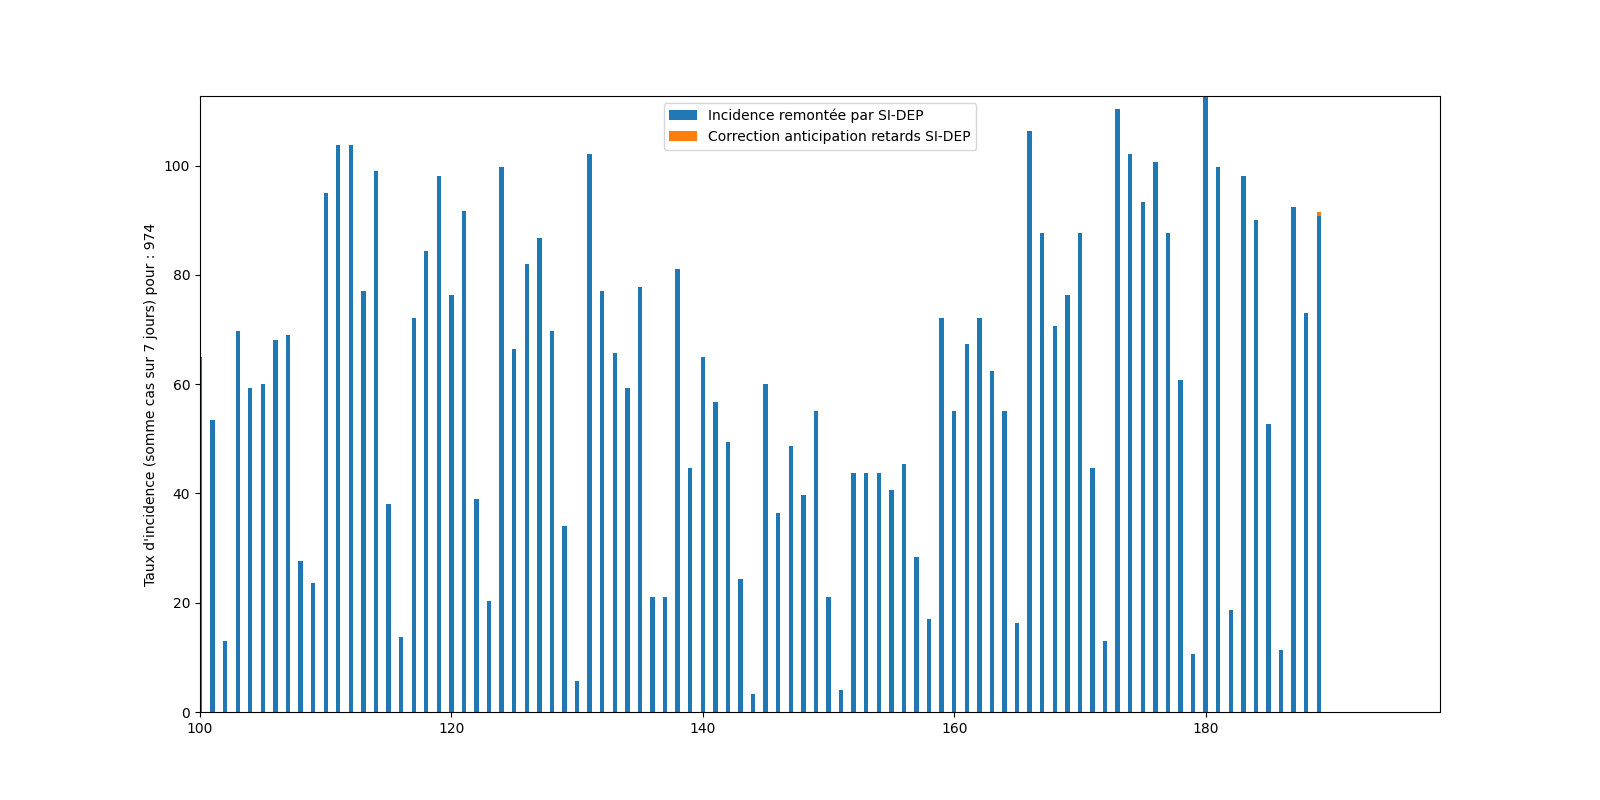 Incidence remontée par SI-DEP
Correction anticipation retards SI-DEP
Taux d'incidence (somme cas sur 7 jours) pour : 974
100
80
60
40
20
0
100 120 140 160 180